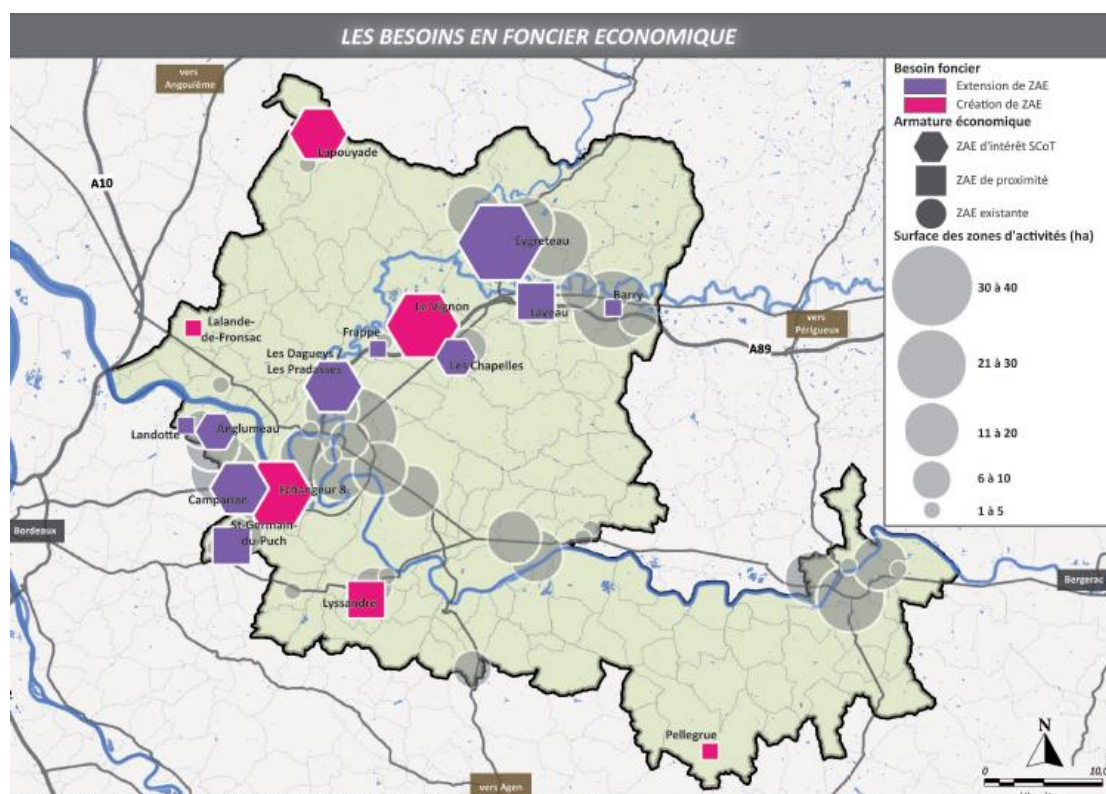 LES BESOINS EN FONCIER ECONOMIQUE
vers
Angoulême
A10
Lapouyade
Eygreteau
Le Vignon
Laveau
Barry
vers
Périgueux
A89
Lalande-
de-Fronsac
Frappe
Les Dagueys /
Les Pradasses
Les Chapelles
Landotte
Anglumeau
Camparian
Echangeur 8
St-Germain-
du-Puch
Bordeaux
Lyssandre
Bergerac
Pellegrue
vers Agen
Besoin foncier
Extension de ZAE
Création de ZAE
Armature économique
ZAE d'intérêt SCoT
ZAE de proximité
ZAE existante
Surface des zones d'activités (ha)
30 à 40
21 à 30
11 à 20
6 à 10
1 à 5
N
0